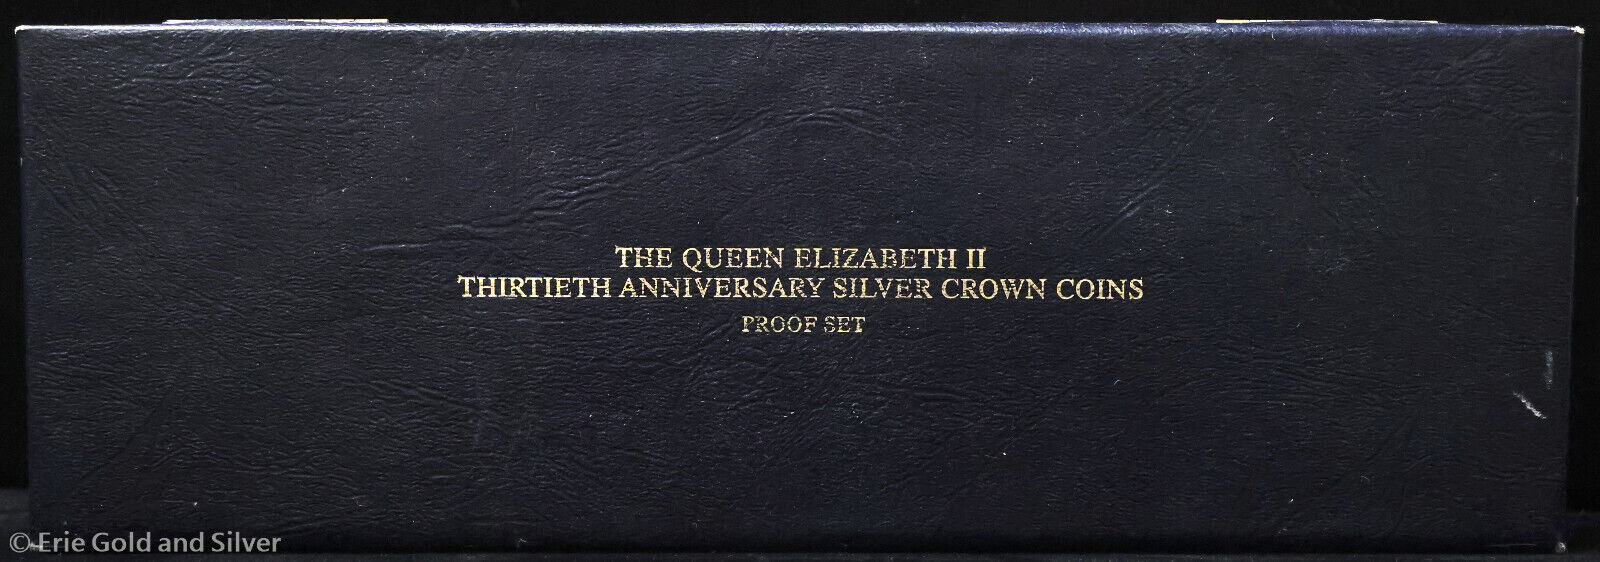 THE QUEEN ELIZABETH II
THIRTIETH ANNIVERSARY SILVER CROWN COINS
PROOF SET
© Erie Gold and Silver